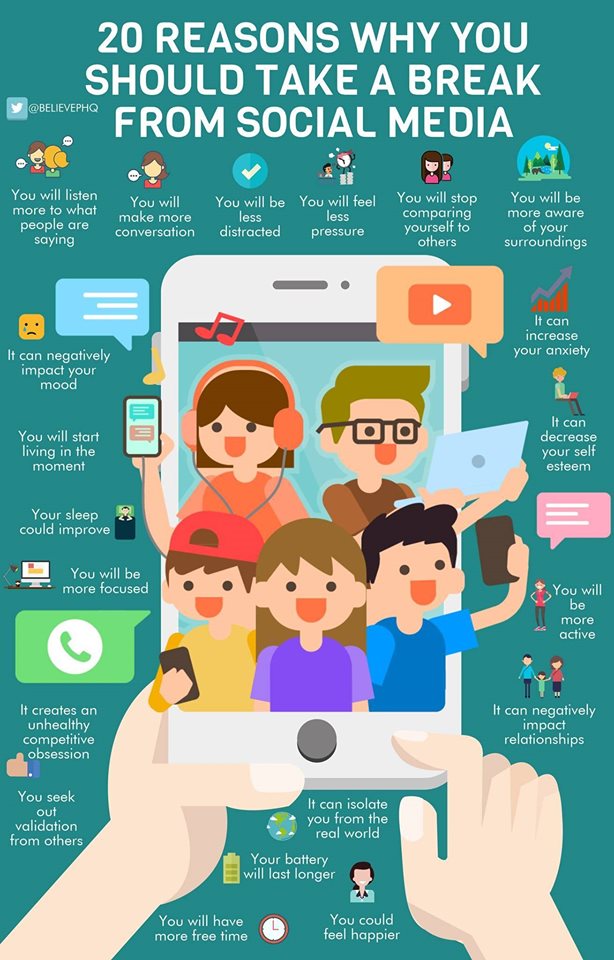 20 REASONS WHY YOU
SHOULD TAKE A BREAK
FROM SOCIAL MEDIA
@BELIEVEPHQ
You will listen
more to what
people are
saying
You will
make more
conversation
You will be
less
distracted
You will feel
less
pressure
You will stop
comparing
yourself to
others
You will be
more aware
of your
surroundings
It can negatively
impact your
mood
It can
increase
your anxiety
You will start
living in the
moment
It can
decrease
your self
esteem
Your sleep
could improve
You will be
more focused
You will
be
more
active
It creates an
unhealthy
competitive
obsession
It can negatively
impact
relationships
You seek
out
validation
from others
It can isolate
you from the
real world
Your battery
will last longer
You will have
more free time
You could
feel happier